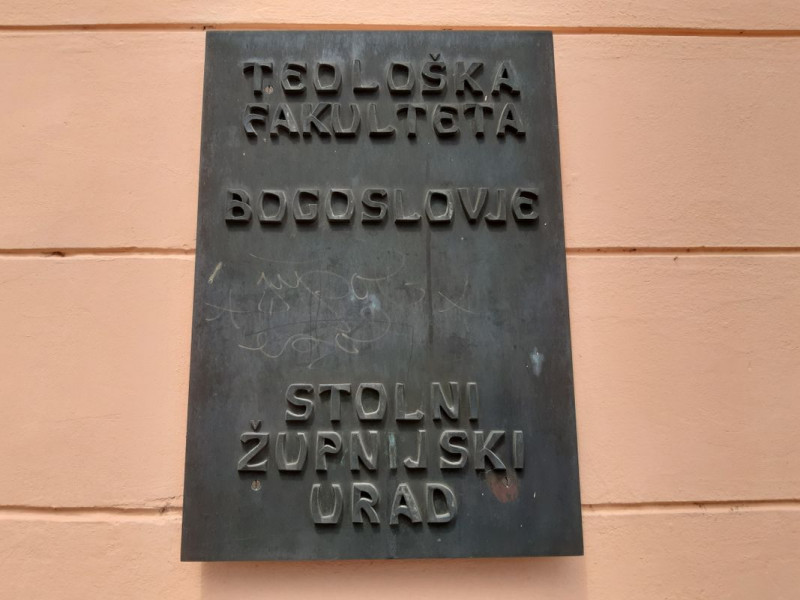 TEOLOŠKA
FAKULTETA
BOGOSLOVJE
STOLNI
ŽUPNIJSKI
URAD